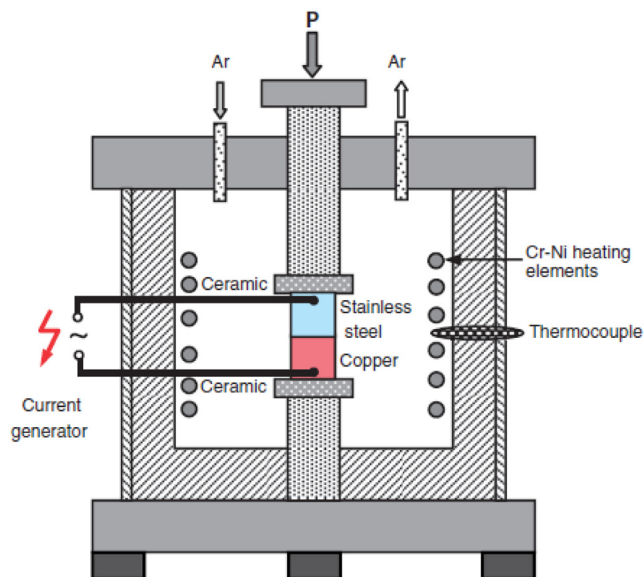 P
Ar
Ar
Cr-Ni heating
elements
Ceramic
Stainless
steel
Thermocouple
~
Copper
Ceramic
Current
generator